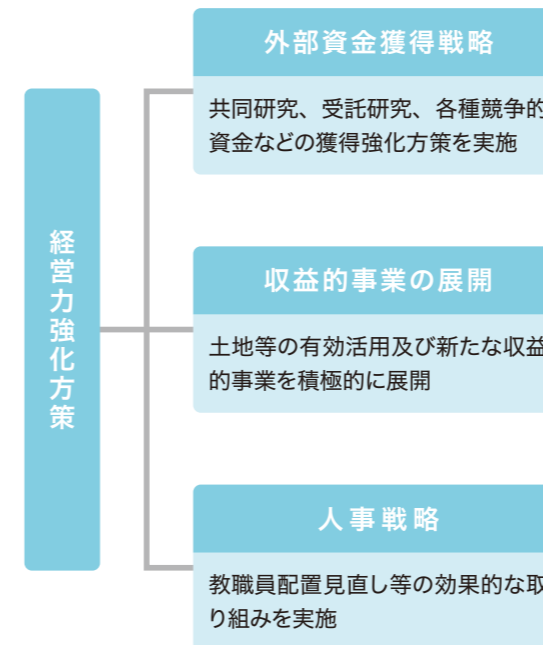 経営力強化方策
外部資金獲得戦略
共同研究、受託研究、各種競争的
資金などの獲得強化方策を実施
収益的事業の展開
土地等の有効活用及び新たな収益
的事業を積極的に展開
人事戦略
教職員配置見直し等の効果的な取
り組みを実施